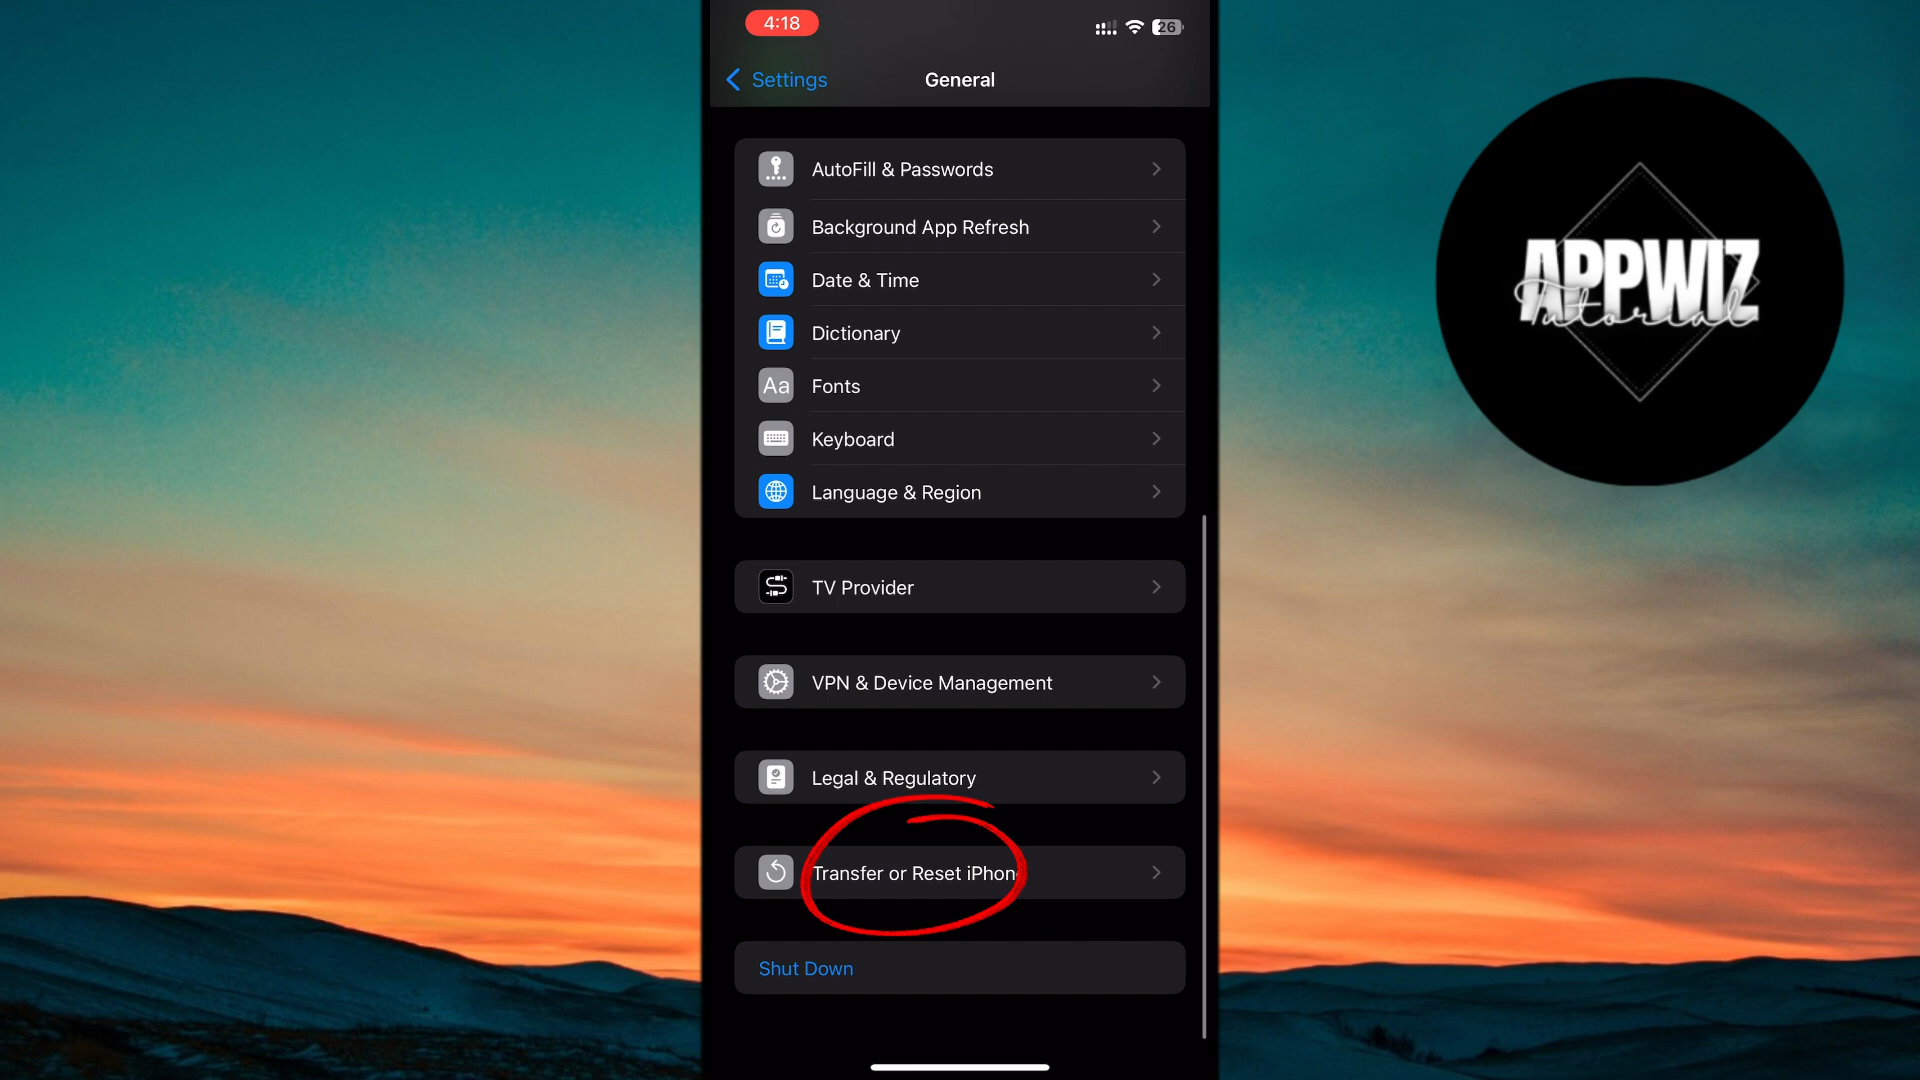 4:18
26
Settings
General
AutoFill & Passwords
Background App Refresh
Date & Time
Dictionary
Aa Fonts
Keyboard
Language & Region
TV Provider
VPN & Device Management
Legal & Regulatory
Transfer or Reset iPhon
Shut Down
APPWIZ
Tutorial